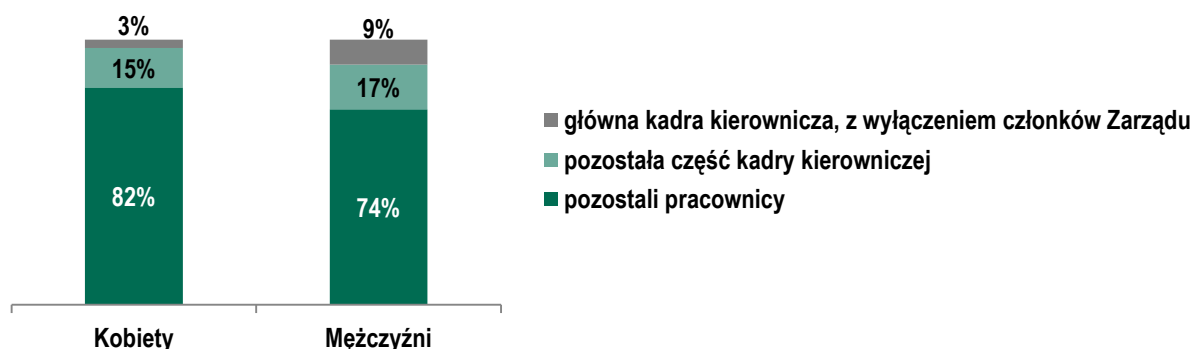 3% 9%
15% 17%
82% 74%
główna kadra kierownicza, z wyłączeniem członków Zarządu
pozostała część kadry kierowniczej
pozostali pracownicy
Kobiety Mężczyźni